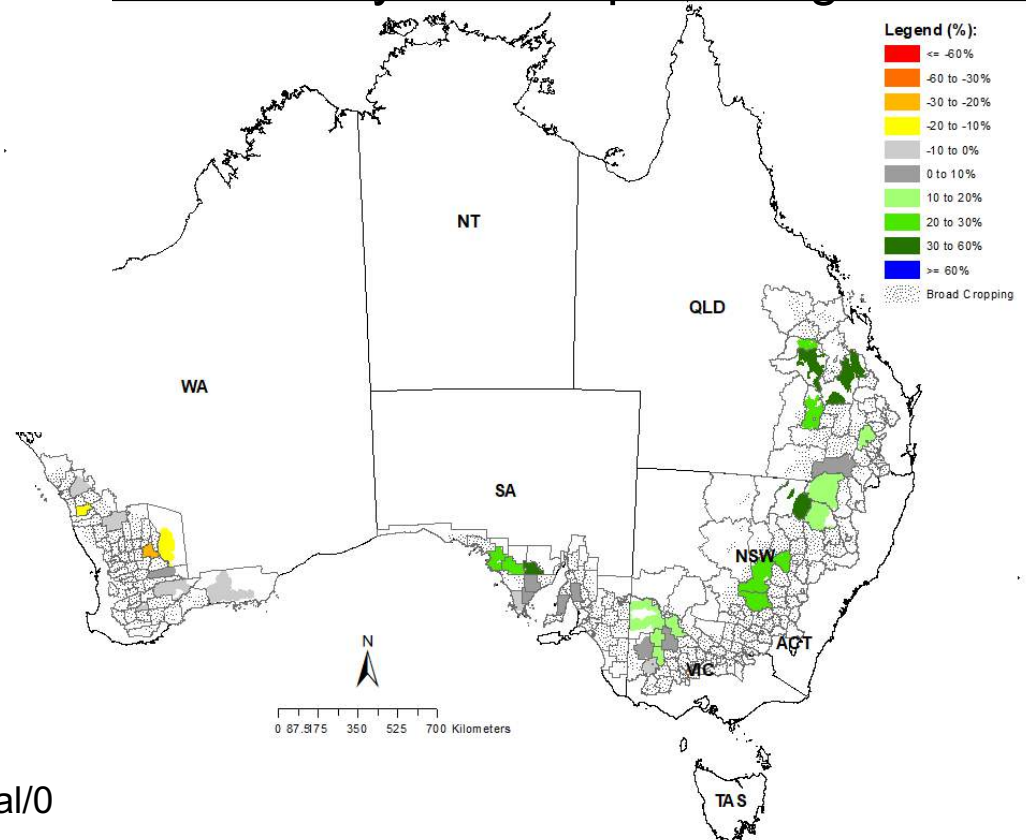 Legend (%):
<= -60%
-60 to -30%
-30 to -20%
-20 to -10%
-10 to 0%
0 to 10%
10 to 20%
20 to 30%
30 to 60%
>= 60%
Broad Cropping
NT
QLD
WA
SA
NSW
ACT
VIC
N
0 87.5175 350 525 700 Kilometers
TAS
al/0